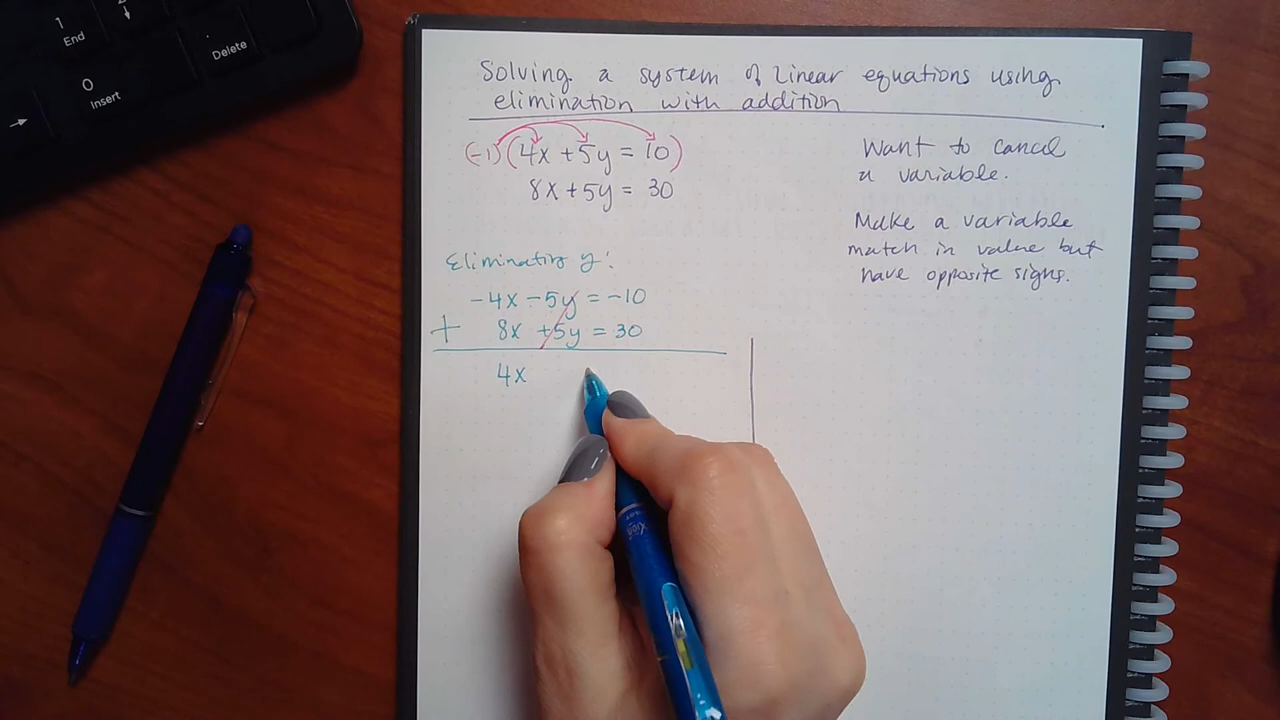 1
End
↓
Delete
0
Insert
→
Solving a system of linear equations using
elimination with addition
(-1)(4x + 5y = 10)
8x + 5y = 30
Want to cancel
a variable.
Make a variable
match in value but
have opposite signs.
Eliminating y:
-4x - 5y = -10
+ 8x + 5y = 30
4x